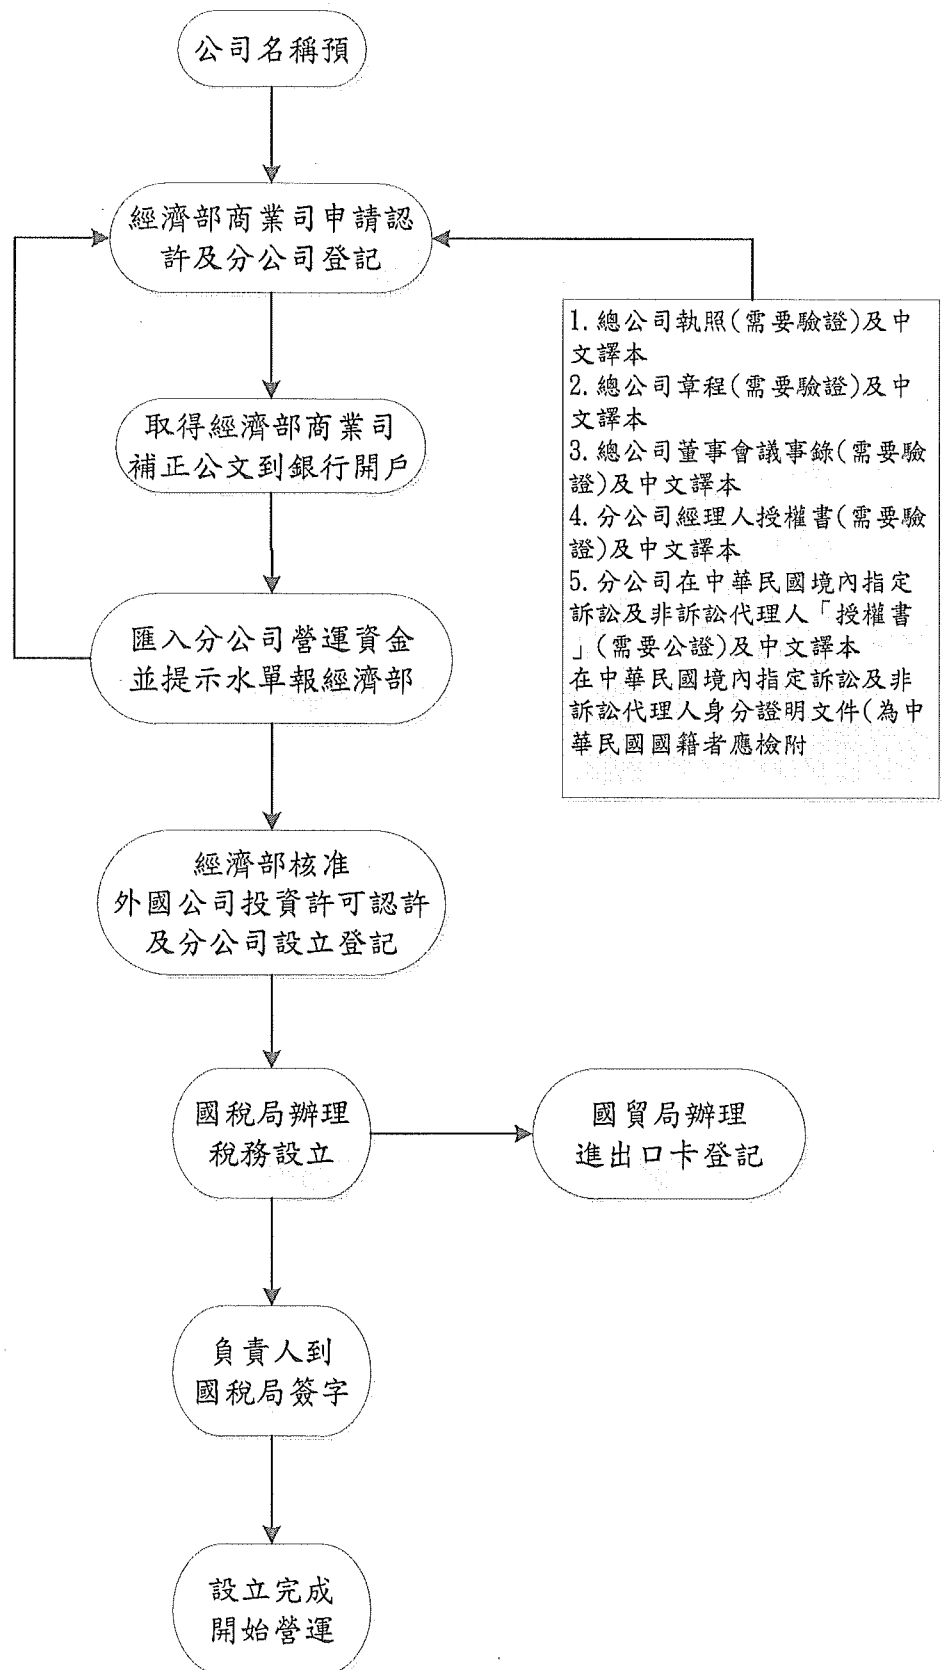 公司名稱預
經濟部商業司申請認
許及分公司登記
1.總公司執照(需要驗證)及中
文譯本
2.總公司章程(需要驗證)及中
文譯本
3.總公司董事會議事錄(需要驗
證)及中文譯本
4.分公司經理人授權書(需要驗
證)及中文譯本
5.分公司在中華民國境內指定
訴訟及非訴訟代理人「授權書
」(需要公證)及中文譯本
在中華民國境內指定訴訟及非
訴訟代理人身分證明文件(為中
華民國國籍者應檢附
取得經濟部商業司
補正公文到銀行開戶
匯入分公司營運資金
並提示水單報經濟部
經濟部核准
外國公司投資許可認許
及分公司設立登記
國稅局辦理
稅務設立
國貿局辦理
進出口卡登記
負責人到
國稅局簽字
設立完成
開始營運